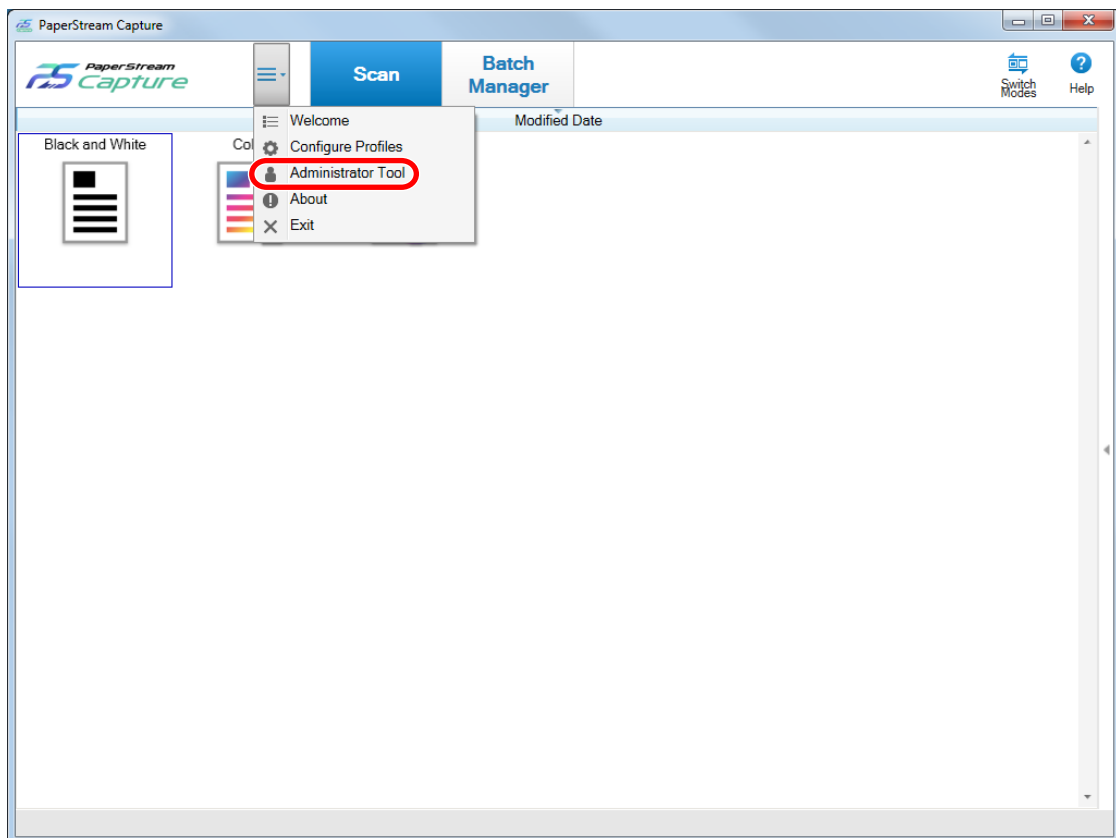 PaperStream Capture
PaperStream
Capture
Scan
Batch
Manager
Switch
Modes
Help
Modified Date
Welcome
Configure Profiles
Administrator Tool
About
Exit
Black and White
Col